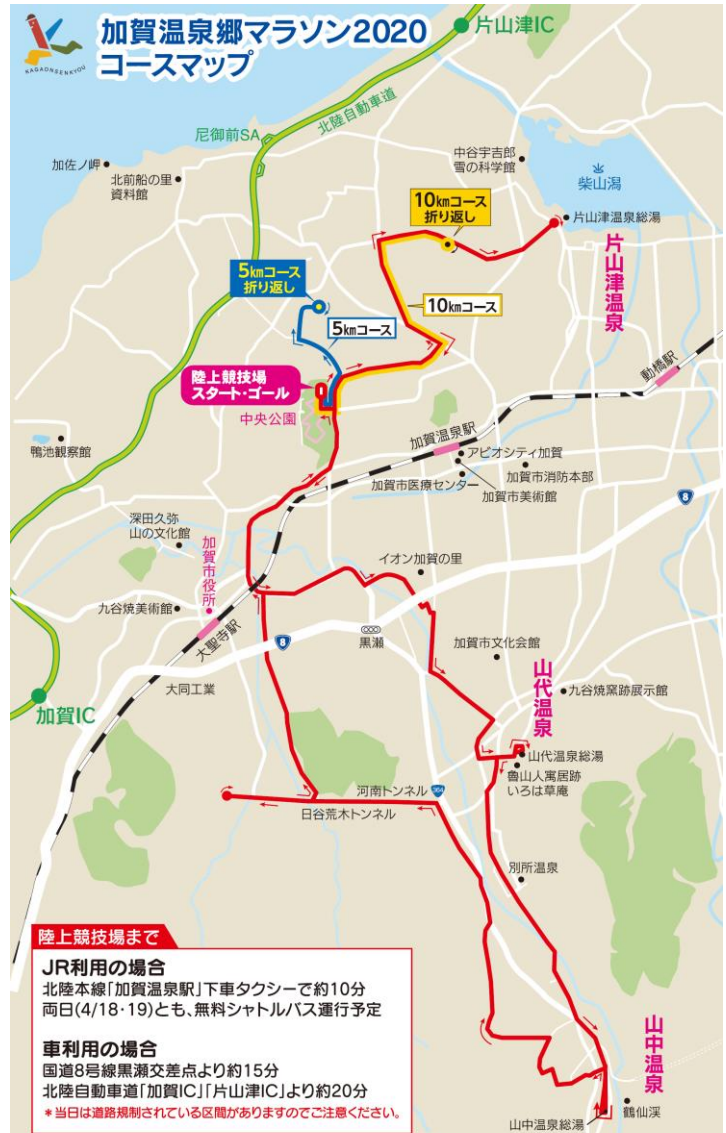 KAGAONSENKYOU
加賀温泉郷マラソン2020
コースマップ
片山津IC
北陸自動車道
尼御前SA
加佐ノ岬
北前船の里
資料館
中谷宇吉郎
雪の科学館
柴山潟
10kmコース
折り返し
片山津温泉総湯
片山津温泉
5kmコース
折り返し
5kmコース
10kmコース
陸上競技場
スタート・ゴール
中央公園
動橋駅
加賀温泉駅
アビオシティ加賀
加賀市医療センター
加賀市消防本部
加賀市美術館
鴨池観察館
8
深田久弥
山の文化館
加賀市役所
イオン加賀の里
九谷焼美術館
大聖寺駅
8
黒瀬
加賀市文化会館
大同工業
加賀IC
山代温泉
九谷焼窯跡展示館
山代温泉総湯
魯山人寓居跡
いろは草庵
河南トンネル
364
日谷荒木トンネル
別所温泉
陸上競技場まで
JR利用の場合
北陸本線「加賀温泉駅」下車タクシーで約10分
両日(4/18・19)とも、無料シャトルバス運行予定
車利用の場合
国道8号線黒瀬交差点より約15分
北陸自動車道「加賀IC」「片山津IC」より約20分
*当日は道路規制されている区間がありますのでご注意ください。
山中温泉
鶴仙渓
山中温泉総湯